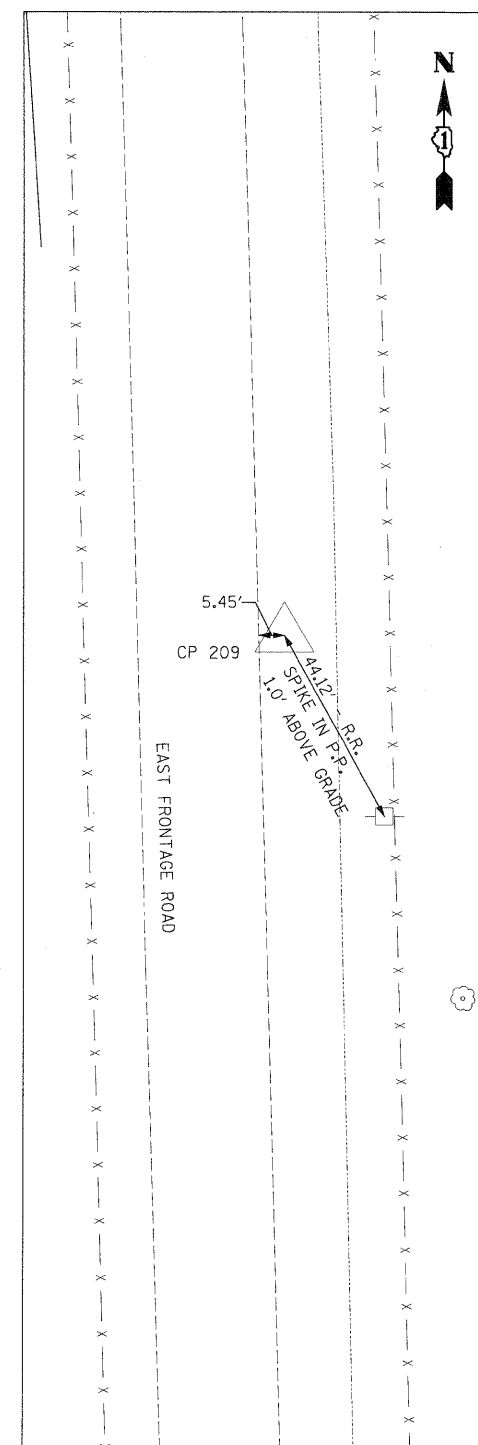 N
1
5.45'
CP 209
44.12' - R.R.
SPIKE IN P.P.
1.0' ABOVE GRADE
EAST FRONTAGE ROAD